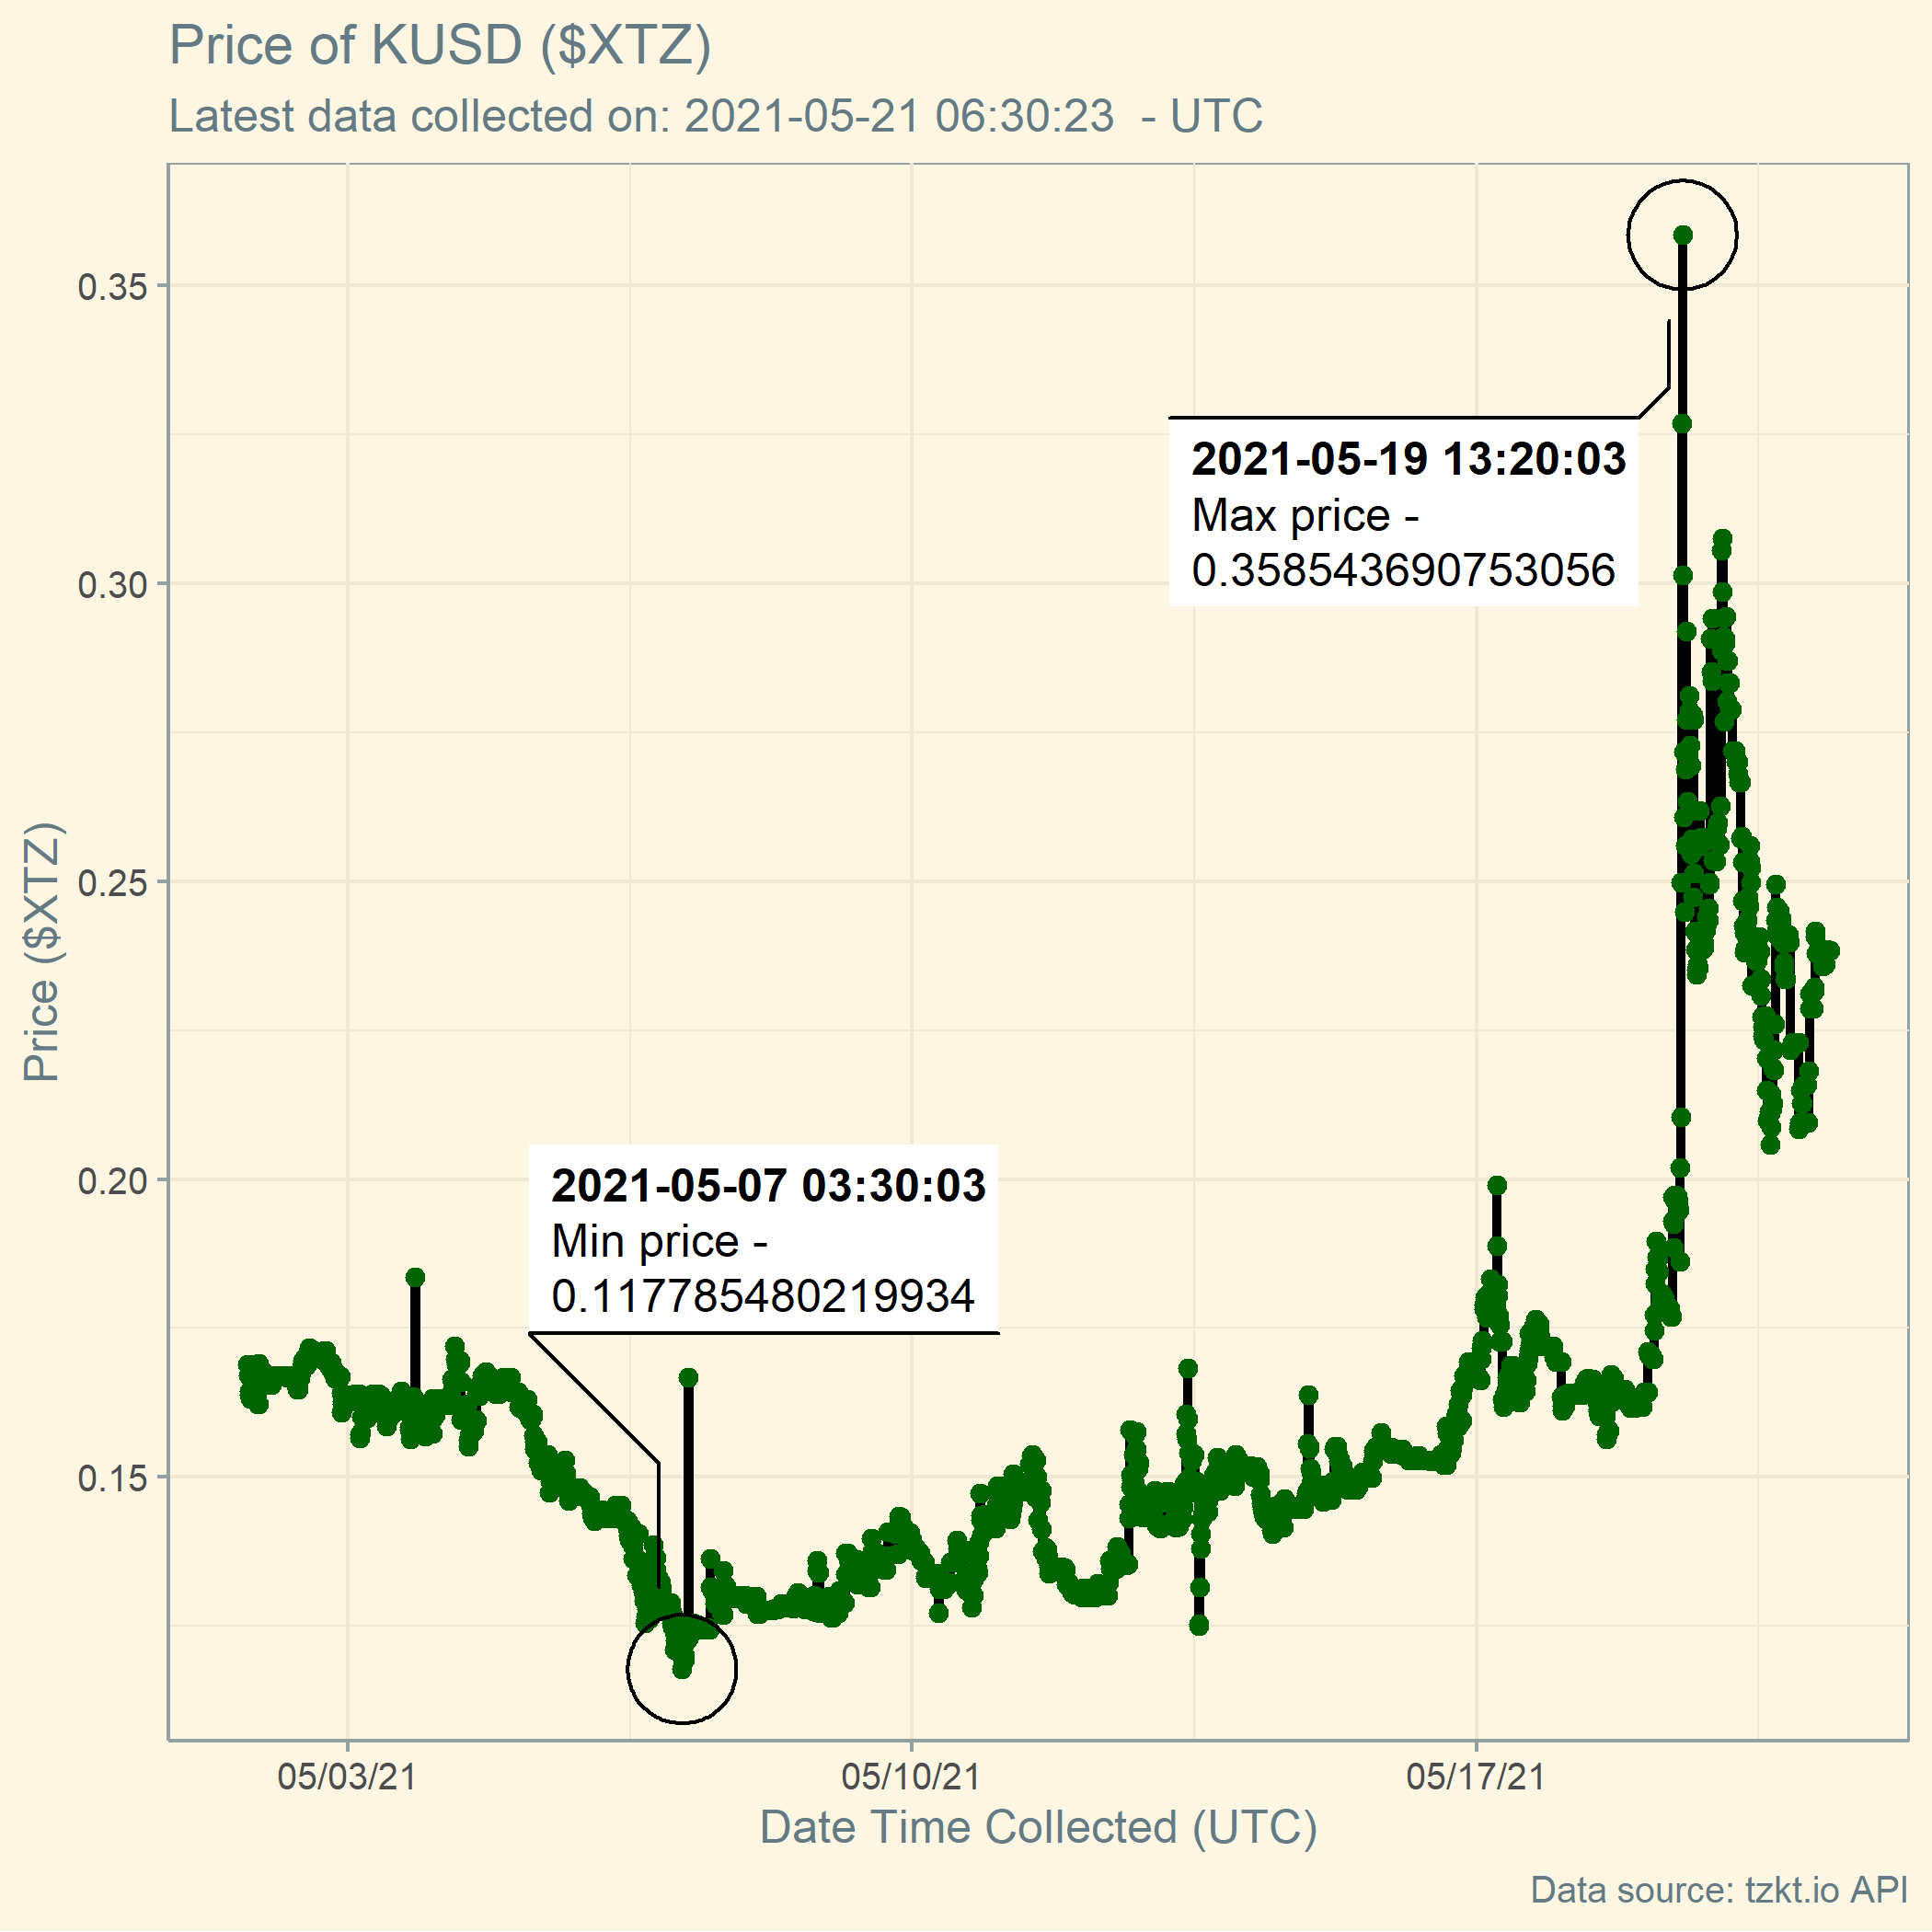 Price of KUSD ($XTZ)
Latest data collected on: 2021-05-21 06:30:23  - UTC
Price ($XTZ)
0.35
0.30
0.25
0.20
0.15
2021-05-19 13:20:03
Max price -
0.358543690753056
2021-05-07 03:30:03
Min price -
0.117785480219934
05/03/21
05/10/21
05/17/21
Date Time Collected (UTC)
Data source: tzkt.io API